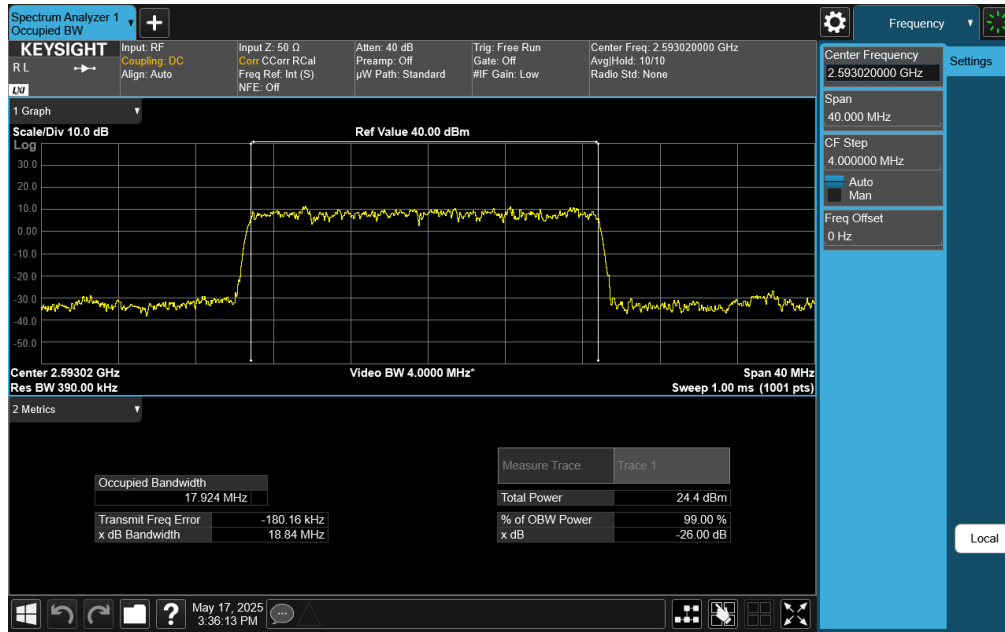 Spectrum Analyzer 1
Occupied BW
Frequency
KEYSIGHT
R L
LXI
Input: RF
Coupling: DC
Align: Auto
Input Z: 50 Ω
Corr CCorr RCal
Freq Ref: Int (S)
NFE: Off
Atten: 40 dB
Preamp: Off
µW Path: Standard
Trig: Free Run
Gate: Off
#IF Gain: Low
Center Freq: 2.593020000 GHz
Avg|Hold: 10/10
Radio Std: None
Center Frequency
2.593020000 GHz
Settings
Span
40.000 MHz
CF Step
4.000000 MHz
Auto
Man
Freq Offset
0 Hz
1 Graph
Scale/Div 10.0 dB
Ref Value 40.00 dBm
Log
30.0
20.0
10.0
0.00
-10.0
-20.0
-30.0
-40.0
-50.0
Center 2.59302 GHz
Video BW 4.0000 MHz*
Span 40 MHz
Res BW 390.00 kHz
Sweep 1.00 ms (1001 pts)
2 Metrics
Measure Trace
Trace 1
Occupied Bandwidth
17.924 MHz
Total Power
24.4 dBm
Transmit Freq Error
-180.16 kHz
% of OBW Power
99.00 %
x dB Bandwidth
18.84 MHz
x dB
-26.00 dB
Local
?
May 17, 2025
3:36:13 PM